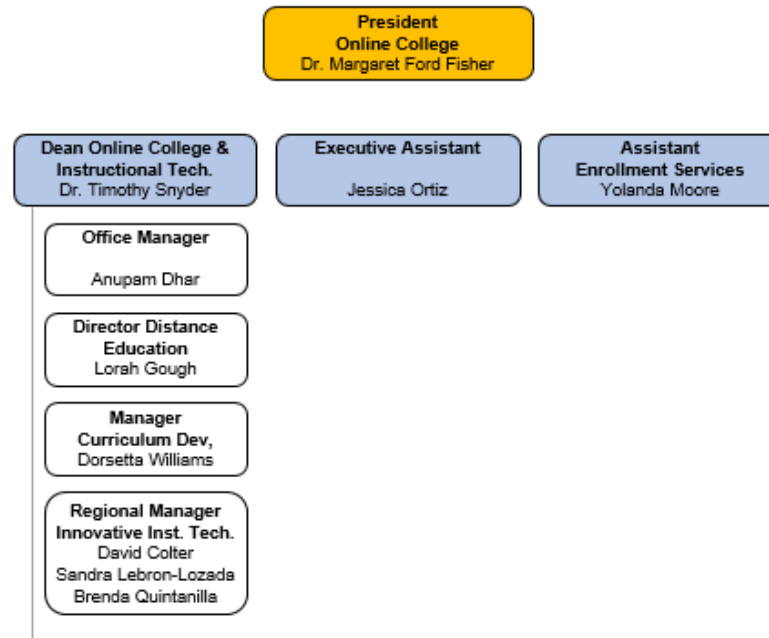 President
Online College
Dr. Margaret Ford Fisher
Dean Online College &
Instructional Tech.
Dr. Timothy Snyder
Executive Assistant
Jessica Ortiz
Assistant
Enrollment Services
Yolanda Moore
Office Manager
Anupam Dhar
Director Distance
Education
Lorah Gough
Manager
Curriculum Dev,
Dorsetta Williams
Regional Manager
Innovative Inst. Tech.
David Colter
Sandra Lebron-Lozada
Brenda Quintanilla